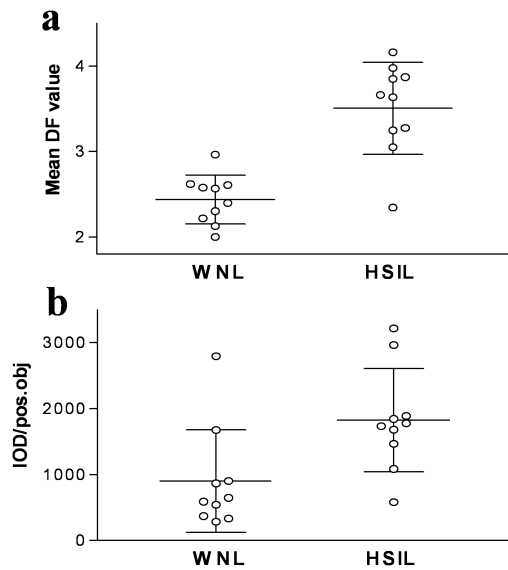 a
Mean DF value
4
3
2
WNL HSIL
b
IOD/pos.obj
3000
2000
1000
0
WNL HSIL